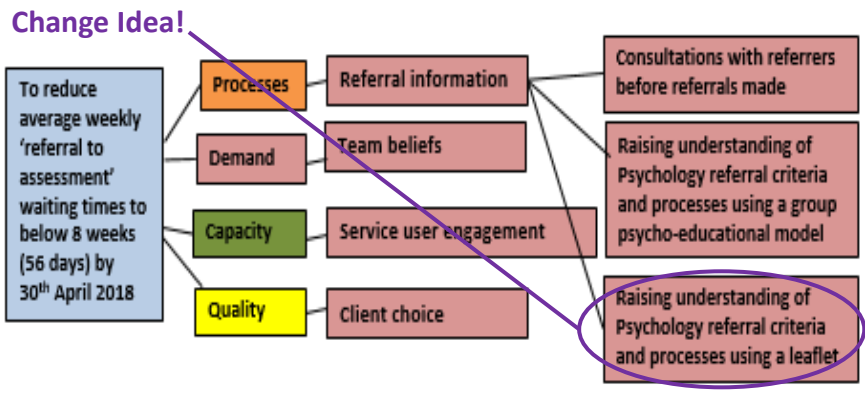 Change Idea!
To reduce
average weekly
‘referral to
assessment’
waiting times to
below 8 weeks
(56 days) by
30th April 2018
Processes
Demand
Capacity
Quality
Referral information
Team beliefs
Service user engagement
Client choice
Consultations with referrers
before referrals made
Raising understanding of
Psychology referral criteria
and processes using a group
psycho-educational model
Raising understanding of
Psychology referral criteria
and processes using a leaflet